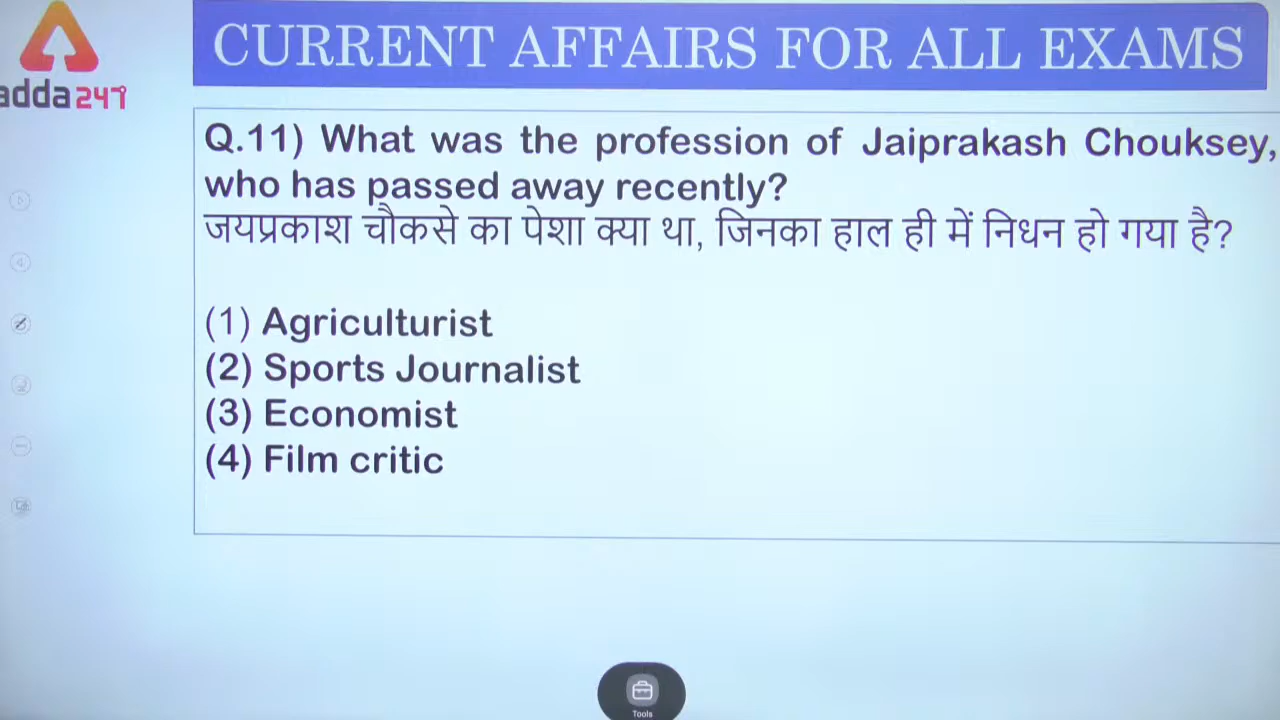 CURRENT AFFAIRS FOR ALL EXAMS
adda247
Q.11) What was the profession of Jaiprakash Chouksey,
who has passed away recently?
जयप्रकाश चौकसे का पेशा क्या था, जिनका हाल ही में निधन हो गया है?
(1) Agriculturist
(2) Sports Journalist
(3) Economist
(4) Film critic
Tools